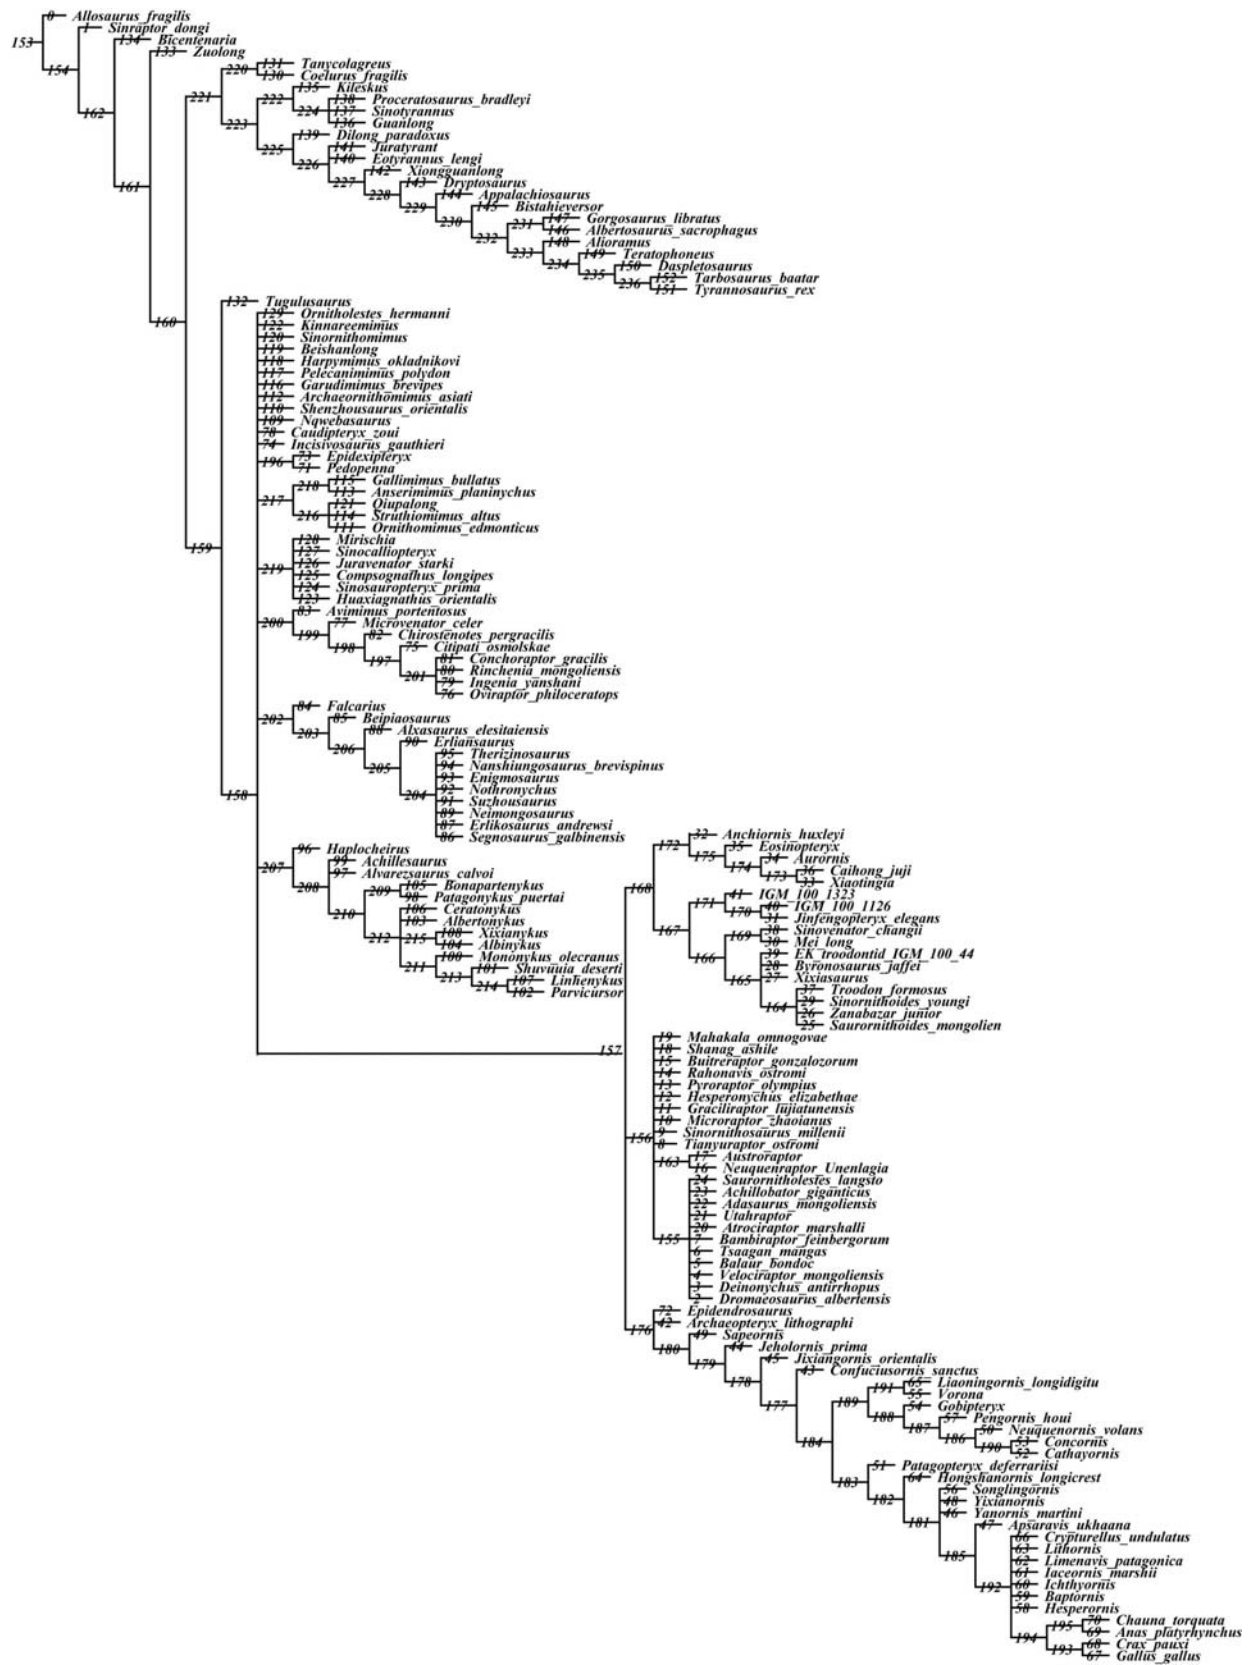 0 Allosaurus_fragilis
1 Sinraptor_dongi
134 Bicentenaria
153
133 Zuolong
131 Tanycolagreus
154
220
130 Coelurus_fragilis
135 Kileskus
221
222
138 Proceratosaurus_bradleyi
162
224 137 Sinotyrannus
223
136 Guanlong
139 Dilong_paradoxus
225
141 Juratyrant
226
140 Eotyrannus_lengi
142 Xiongguanlong
161
227
143 Dryptosaurus
228
144 Appalachiosaurus
229
145 Bistahieversor
230
231
147 Gorgosaurus_libratus
232
146 Albertosaurus_sacrophagus
233
148 Alioramus
234
149 Teratophoneus
235
150 Daspletosaurus
236
152 Tarbosaurus_baatar
151 Tyrannosaurus_rex
132 Tugulusaurus
129 Ornitholestes_hermanni
160
122 Kinnareemimus
120 Sinornithomimus
119 Beishanlong
118 Harpymimus_okladnikovi
117 Pelecanimimus_polydon
116 Garudimimus_brevipes
112 Archaeornithomimus_asiati
110 Shenzhousaurus_orientalis
109 Nqwebasaurus
78 Caudipteryx_zoui
74 Incisivosaurus_gauthieri
196
73 Epidexipteryx
71 Pedopenna
218
115 Gallimimus_bullatus
217
113 Anserimimus_planinychus
121 Qiupalong
216
114 Struthiomimus_altus
111 Ornithomimus_edmonticus
128 Mirischia
159
127 Sinocalliopteryx
126 Juravenator_starki
219
125 Compsognathus_longipes
124 Sinosauropteryx_prima
123 Huaxiagnathus_orientalis
83 Avimimus_portentosus
200
77 Microvenator_celer
199
82 Chirostenotes_pergracilis
198
75 Citipati_osmolskae
197
81 Conchoraptor_gracilis
201
80 Rinchenia_mongoliensis
79 Ingenia_yanshani
76 Oviraptor_philoceratops
84 Falcarius
202
85 Beipiaosaurus
203
88 Alxasaurus_elesitaiensis
206
90 Erliansaurus
205
95 Therizinosaurus
94 Nanshiungosaurus_brevispinus
93 Enigmosaurus
92 Nothronychus
158
204
91 Suzhousaurus
89 Neimongosaurus
87 Erlikosaurus_andrewsi
86 Segnosaurus_galbinensis
96 Haplocheirus
207
99 Achillesaurus
208
97 Alvarezsaurus_calvoi
209
105 Bonapartenykus
98 Patagonykus_puertai
210
106 Ceratonykus
103 Albertonykus
212
215
108 Xixianykus
104 Albinykus
211
100 Mononykus_olecranus
213
101 Shuvuuia_deserti
214
107 Linhenykus
102 Parvicursor
157
168
172
32 Anchiornis_huxleyi
175
35 Eosinopteryx
174
34 Aurornis
173
36 Caihong_juji
33 Xiaotingia
171
41 IGM_100_1323
170
40 IGM_100_1126
31 Jinfengopteryx_elegans
167
169
38 Sinovenator_changii
30 Mei_long
166
39 EK_troodontid_IGM_100_44
28 Byronosaurus_jaffei
165
27 Xixiasaurus
37 Troodon_formosus
164
29 Sinornithoides_youngi
26 Zanabazar_junior
25 Saurornithoides_mongolien
19 Mahakala_omnogovae
18 Shanag_ashile
15 Buitreraptor_gonzalozorum
14 Rahonavis_ostromi
13 Pyroraptor_olympius
12 Hesperonychus_elizabethae
11 Graciliraptor_lujiatunensis
10 Microraptor_zhaoianus
156
9 Sinornithosaurus_millenii
8 Tianyuraptor_ostromi
163
17 Austroraptor
16 Neuquenraptor_Unenlagia
24 Saurornitholestes_langsto
23 Achillobator_giganticus
22 Adasaurus_mongoliensis
21 Utahraptor
20 Atrociraptor_marshalli
155
7 Bambiraptor_feinbergorum
6 Tsaagan_mangas
5 Balaur_bondoc
4 Velociraptor_mongoliensis
3 Deinonychus_antirrhopus
2 Dromaeosaurus_albertensis
72 Epidendrosaurus
176
42 Archaeopteryx_lithographi
180
49 Sapeornis
179
44 Jeholornis_prima
178
45 Jixiangornis_orientalis
177
43 Confuciusornis_sanctus
184
189
191
65 Liaoningornis_longidigitu
55 Vorona
188
54 Gobipteryx
187
57 Pengornis_houi
186
50 Neuquenornis_volans
190
53 Concornis
52 Cathayornis
183
51 Patagopteryx_deferrariisi
182
64 Hongshanornis_longicrest
181
56 Songlingornis
48 Yixianornis
46 Yanornis_martini
185
47 Apsaravis_ukhaana
66 Crypturellus_undulatus
63 Lithornis
62 Limenavis_patagonica
61 Iaceornis_marshii
192
60 Ichthyornis
59 Baptornis
58 Hesperornis
194
195
70 Chauna_torquata
69 Anas_platyrhynchus
193
68 Crax_pauxi
67 Gallus_gallus